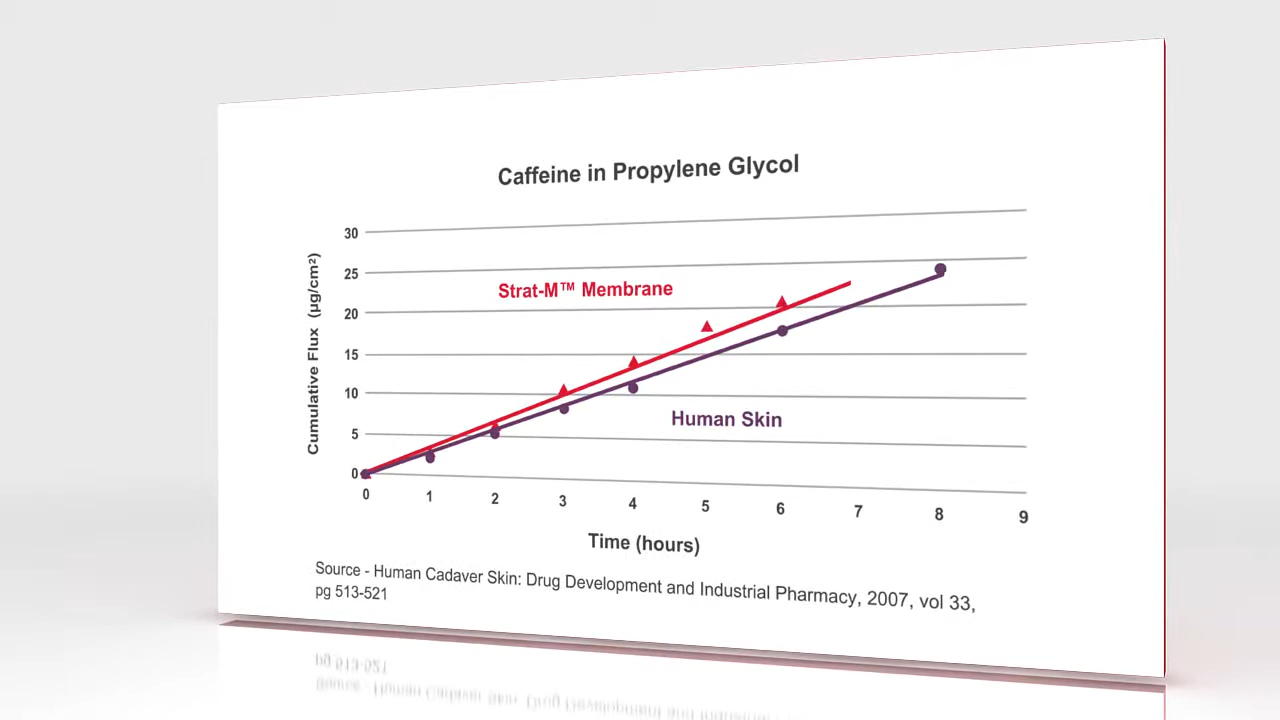 Caffeine in Propylene Glycol
Cumulative Flux (µg/cm²)
30
25
20
15
10
5
0
Strat-M™ Membrane
Human Skin
0 1 2 3 4 5 6 7 8 9
Time (hours)
Source - Human Cadaver Skin: Drug Development and Industrial Pharmacy, 2007, vol 33,
pg 513-521